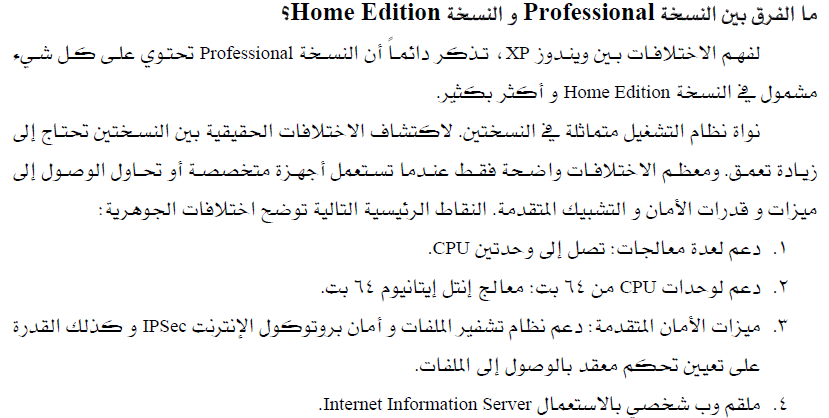 ما الفرق بين النسخة Professional و النسخة Home Edition؟
لفهم الاختلافات بين ويندوز XP، تذكر دائماً أن النسخة Professional تحتوي على كل شيء
مشمول في النسخة Home Edition و أكثر بكثير.
نواة نظام التشغيل متماثلة في النسختين. لاكتشاف الاختلافات الحقيقية بين النسختين تحتاج إلى
زيادة تعمق. ومعظم الاختلافات واضحة فقط عندما تستعمل أجهزة متخصصة أو تحاول الوصول إلى
ميزات و قدرات الأمان و التشبيك المتقدمة. النقاط الرئيسية التالية توضح اختلافات الجوهرية:
١. دعم لعدة معالجات: تصل إلى وحدتين CPU.
٢. دعم لوحدات CPU من ٦٤ بت: معالج إنتل إيتانيوم ٦٤ بت.
٣. ميزات الأمان المتقدمة: دعم نظام تشفير الملفات و أمان بروتوكول الإنترنت IPSec و كذلك القدرة
على تعيين تحكم معقد بالوصول إلى الملفات.
٤. ملقم وب شخصي بالاستعمال Internet Information Server.